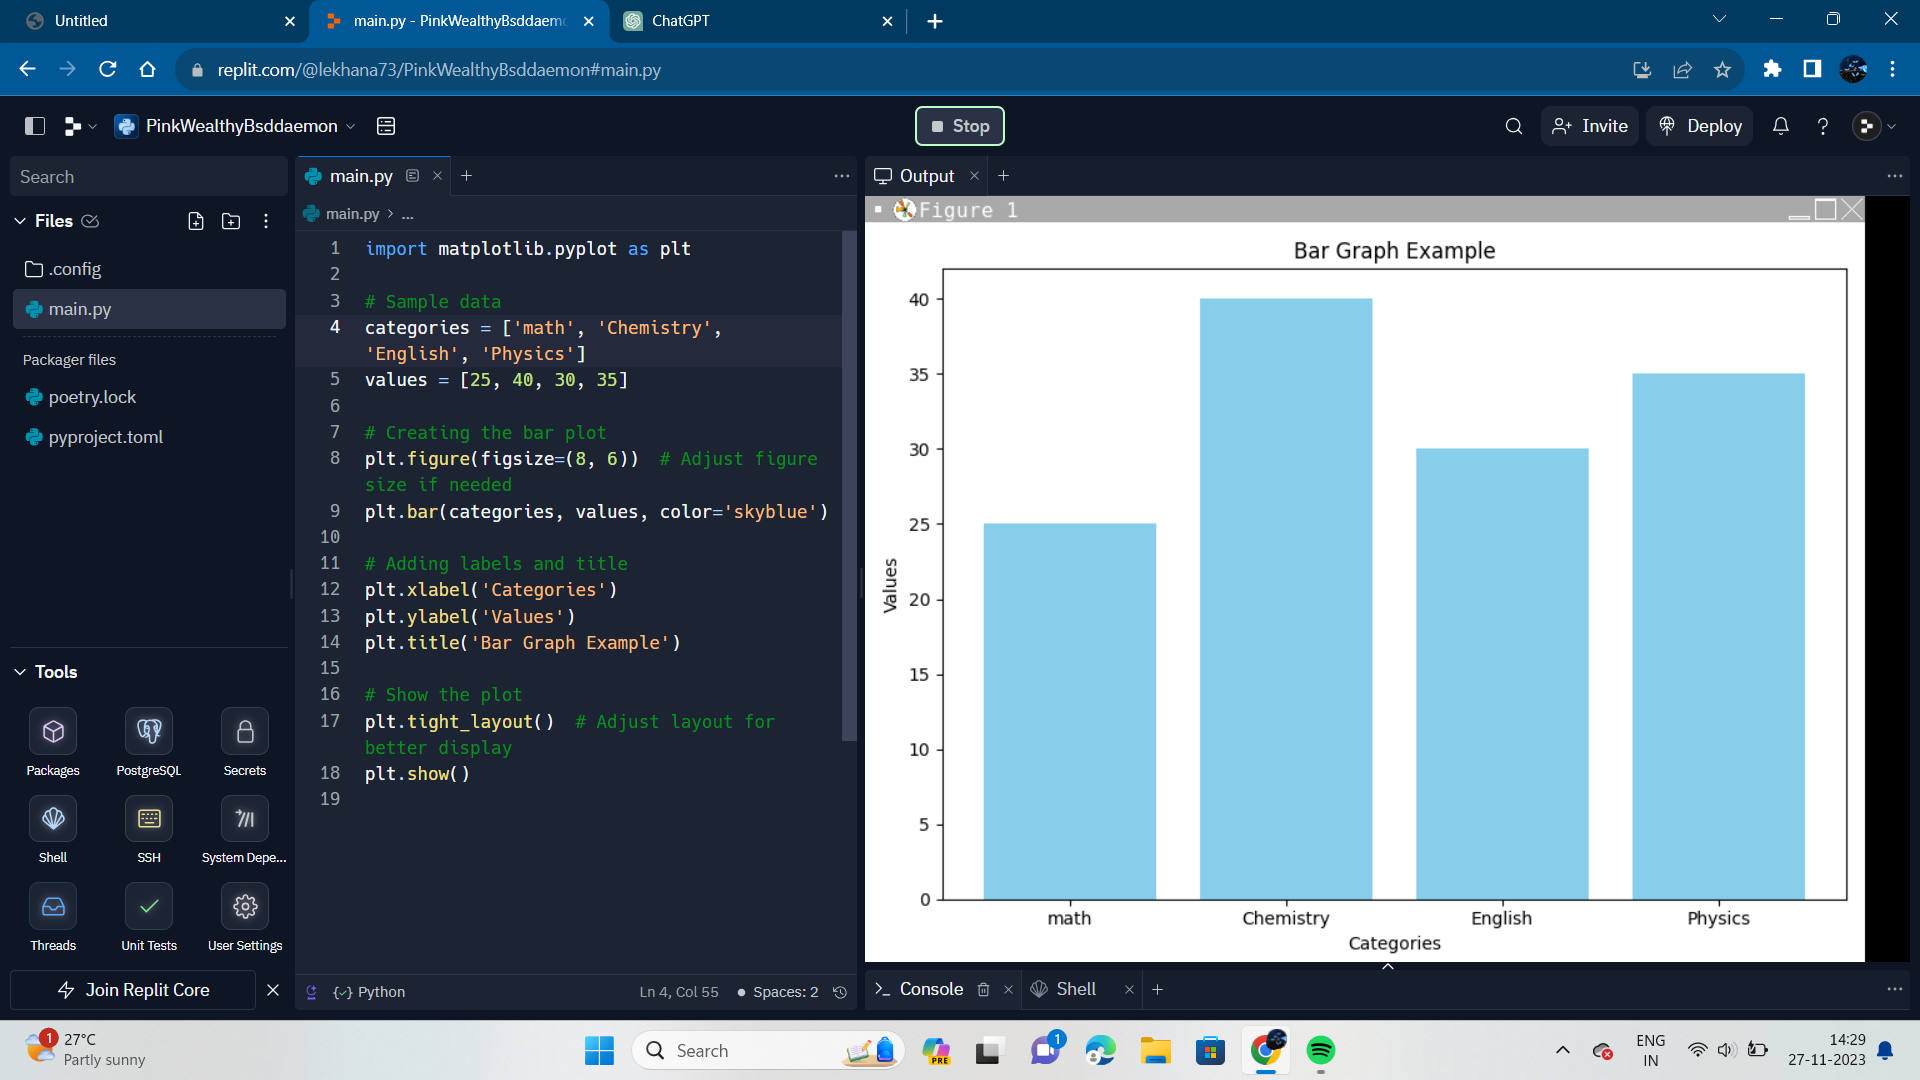 Untitled
main.py - PinkWealthyBsddaem
ChatGPT
replit.com/@lekhana73/PinkWealthyBsddaemon#main.py
PinkWealthyBsddaemon
Stop
Invite
Deploy
Search
Files
.config
main.py
Packager files
poetry.lock
pyproject.toml
Tools
Packages
PostgreSQL
Secrets
Shell
SSH
System Depe...
Threads
Unit Tests
User Settings
Join Replit Core
main.py
main.py > ...
1 import matplotlib.pyplot as plt
2
3 # Sample data
4 categories = ['math', 'Chemistry',
'English', 'Physics']
5 values = [25, 40, 30, 35]
6
7 # Creating the bar plot
8 plt.figure(figsize=(8, 6))  # Adjust figure
size if needed
9 plt.bar(categories, values, color='skyblue')
10
11 # Adding labels and title
12 plt.xlabel('Categories')
13 plt.ylabel('Values')
14 plt.title('Bar Graph Example')
15
16 # Show the plot
17 plt.tight_layout()  # Adjust layout for
better display
18 plt.show()
19
Python
Ln 4, Col 55
Spaces: 2
Output
Figure 1
Bar Graph Example
40
35
30
25
20
15
10
5
0
Values
math
Chemistry
English
Physics
Categories
Console
Shell
1
27°C
Partly sunny
Search
PRE
1
ENG
IN
14:29
27-11-2023